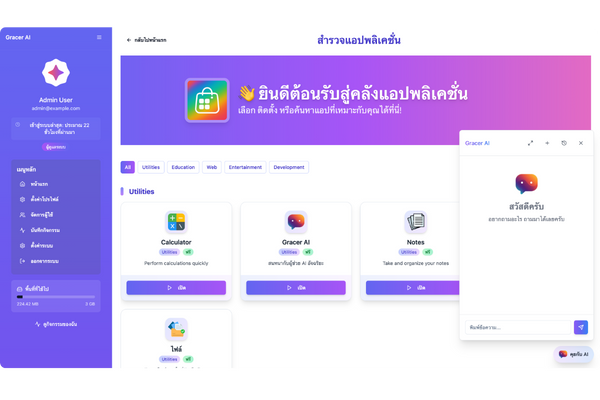 Gracer AI
Admin User
admin@example.com
เข้าสู่ระบบล่าสุด: ประมาณ 22
ชั่วโมงที่ผ่านมา
ผู้ดูแลระบบ
เมนูหลัก
หน้าแรก
ตั้งค่าโปรไฟล์
จัดการผู้ใช้
บันทึกกิจกรรม
ตั้งค่าระบบ
ออกจากระบบ
พื้นที่ที่ใช้ไป
ดูกิจกรรมของฉัน
กลับไปหน้าแรก
สำรวจแอปพลิเคชั่น
ยินดีต้อนรับสู่คลังแอปพลิเคชั่น
เลือก ติดตั้ง หรือค้นหาแอปที่เหมาะกับคุณได้ที่นี่!
All Utilities Education Web Entertainment Development
Utilities
Calculator
Utilities ฟรี
Perform calculations quickly
เปิด
Gracer AI
Utilities ฟรี
สนทนากับผู้ช่วย AI อัจฉริยะ
เปิด
Notes
Utilities ฟรี
Take and organize your notes
เปิด
ไฟล์
Utilities ฟรี
Gracer AI
สวัสดีครับ
อยากถามอะไร ถามมาได้เลยครับ
พิมพ์ข้อความ...
คุยกับ AI